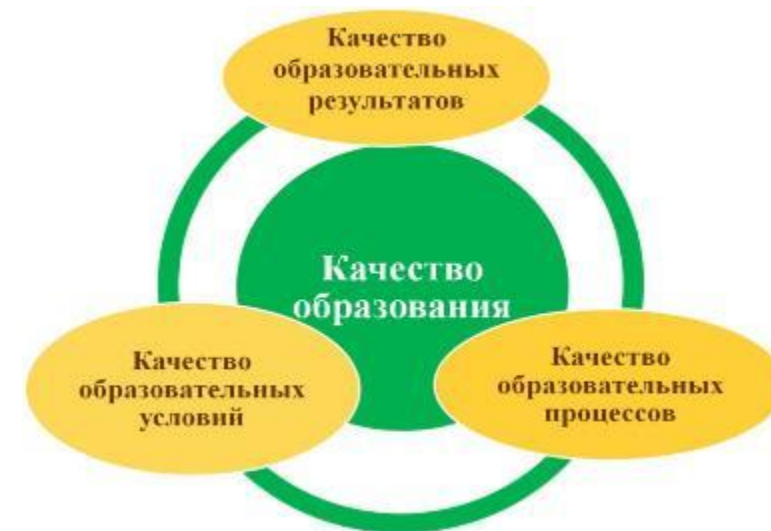 Качество
образовательных
результатов
Качество
образования
Качество
образовательных
условий
Качество
образовательных
процессов